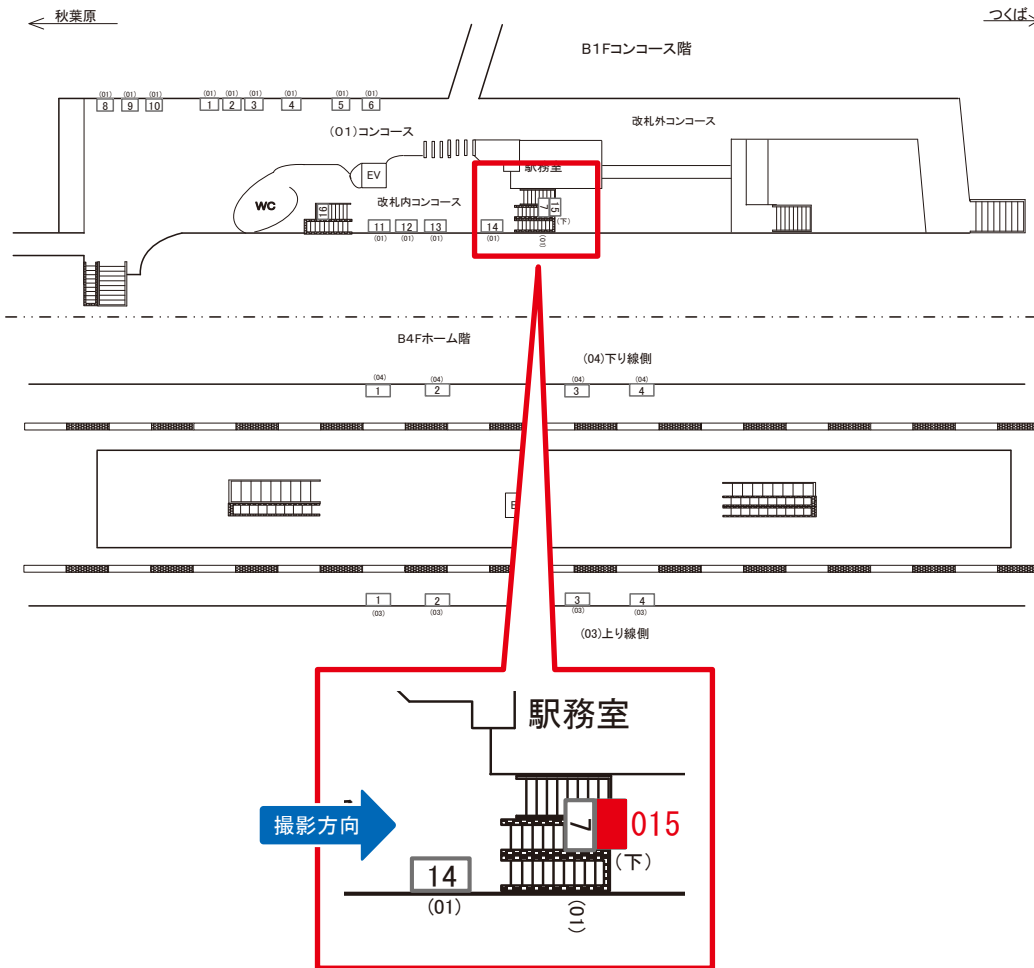 秋葉原
つくば
B1Fコンコース階
(01) (01) (01) (01) (01) (01) (01) (01) (01)
8 9 10 1 2 3 4 5 6
(01)コンコース
改札外コンコース
駅務室
EV
WC
改札内コンコース
16
7
15
(下)
11 12 13 14
(01) (01) (01) (01)
(01)
B4Fホーム階
(04)下り線側
(04) (04) (04) (04)
1 2 3 4
1 2 3 4
(03) (03) (03) (03)
(03)上り線側
駅務室
撮影方向
7
015
(下)
14
(01)
(01)